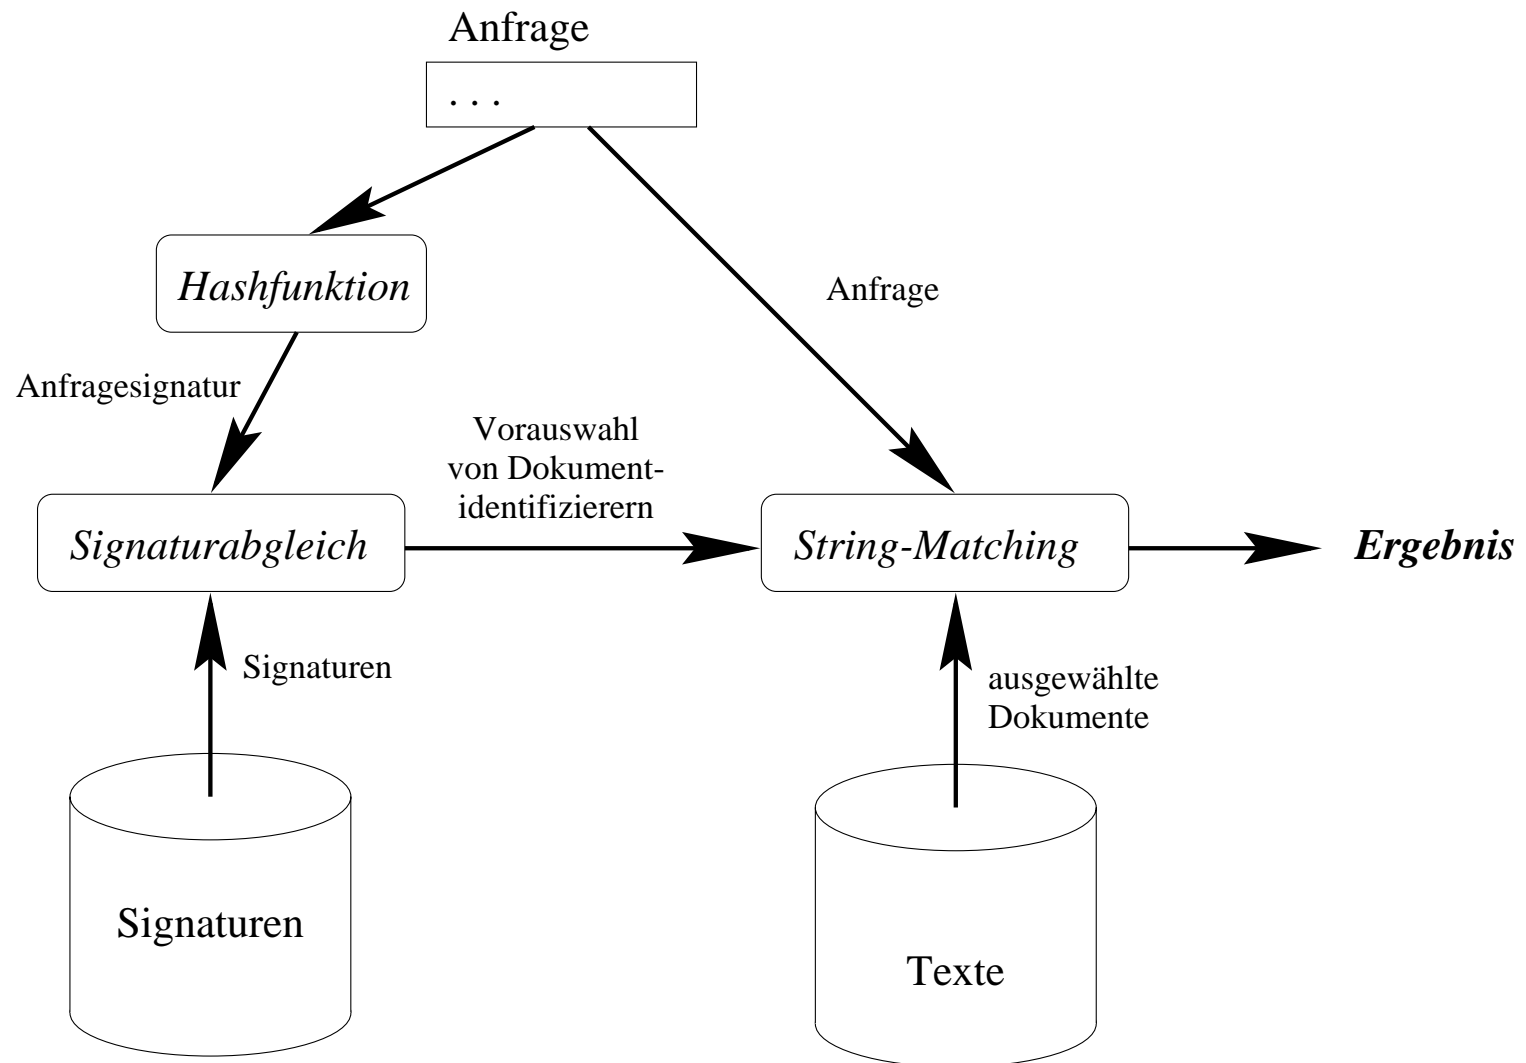 Anfrage
. . .
Hashfunktion
Anfrage
Anfragesignatur
Vorauswahl
von Dokument-
identifizierern
Signaturabgleich
String-Matching
Ergebnis
Signaturen
ausgewählte
Dokumente
Signaturen
Texte